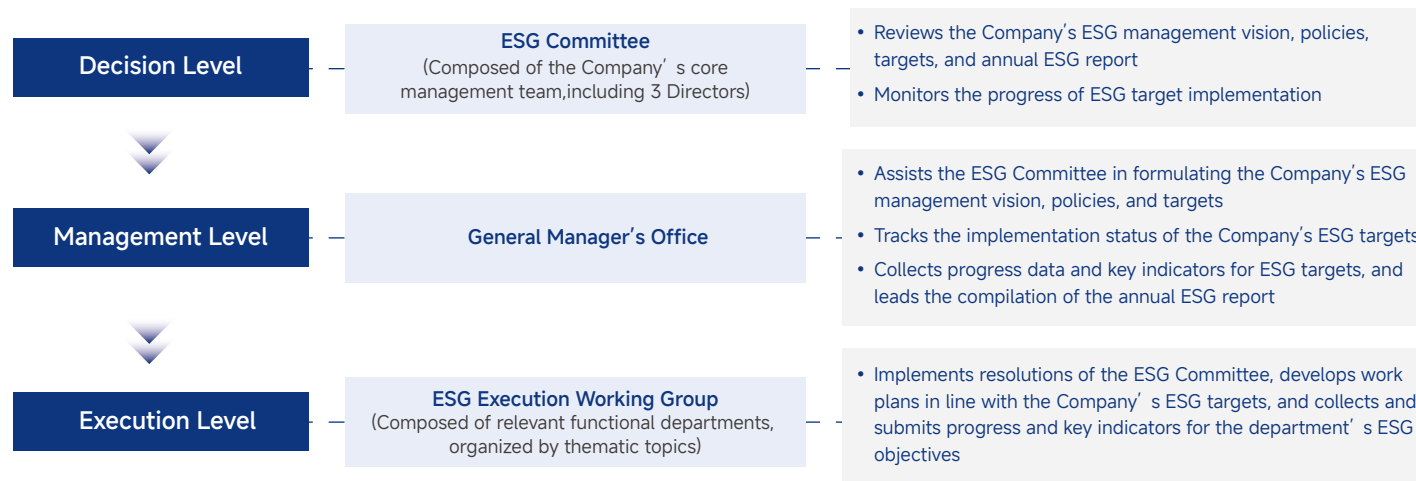 Decision Level
ESG Committee
(Composed of the Company's core
management team,including 3 Directors)
• Reviews the Company's ESG management vision, policies,
targets, and annual ESG report
• Monitors the progress of ESG target implementation
Management Level
General Manager's Office
• Assists the ESG Committee in formulating the Company's ESG
management vision, policies, and targets
• Tracks the implementation status of the Company's ESG targets
• Collects progress data and key indicators for ESG targets, and
leads the compilation of the annual ESG report
Execution Level
ESG Execution Working Group
(Composed of relevant functional departments,
organized by thematic topics)
• Implements resolutions of the ESG Committee, develops work
plans in line with the Company's ESG targets, and collects and
submits progress and key indicators for the department's ESG
objectives